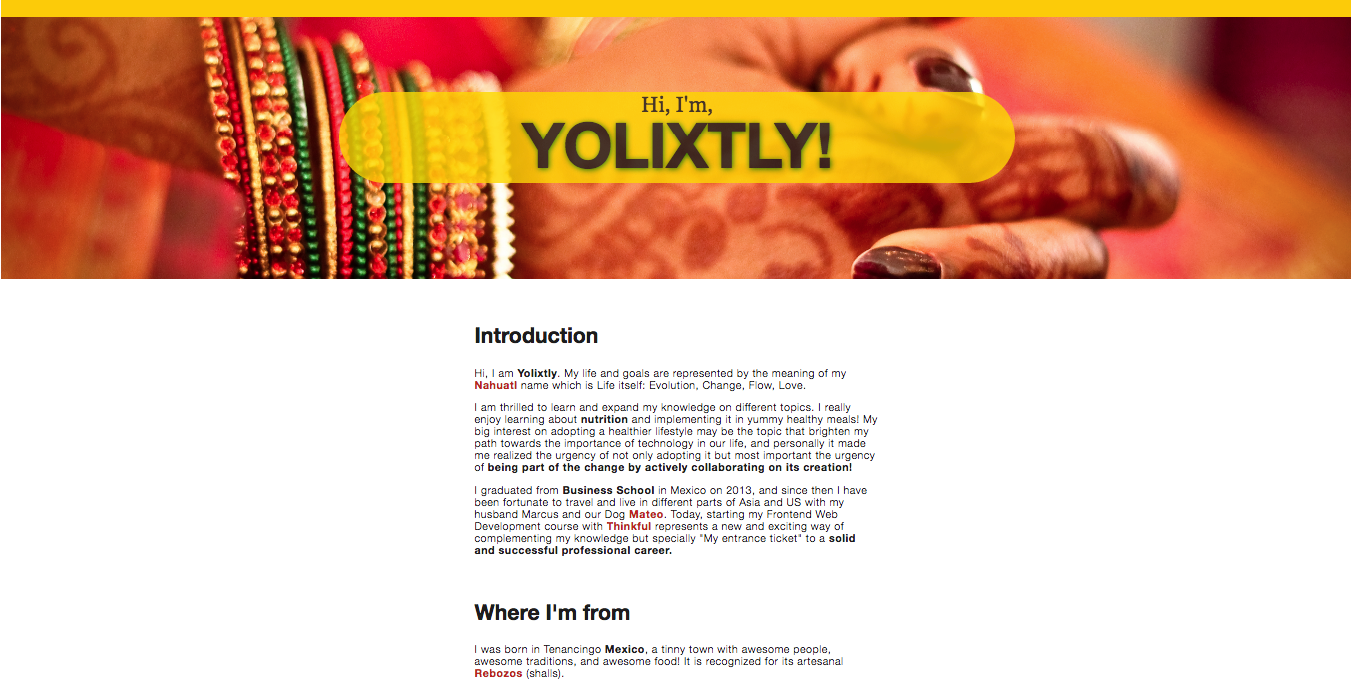 Hi, I'm,
YOLIXTLY!
Introduction
Hi, I am Yolixtly. My life and goals are represented by the meaning of my
Nahuatl name which is Life itself: Evolution, Change, Flow, Love.
I am thrilled to learn and expand my knowledge on different topics. I really
enjoy learning about nutrition and implementing it in yummy healthy meals! My
big interest on adopting a healthier lifestyle may be the topic that brighten my
path towards the importance of technology in our life, and personally it made
me realized the urgency of not only adopting it but most important the urgency
of being part of the change by actively collaborating on its creation!
I graduated from Business School in Mexico on 2013, and since then I have
been fortunate to travel and live in different parts of Asia and US with my
husband Marcus and our Dog Mateo. Today, starting my Frontend Web
Development course with Thinkful represents a new and exciting way of
complementing my knowledge but specially "My entrance ticket" to a solid
and successful professional career.
Where I'm from
I was born in Tenancingo Mexico, a tinny town with awesome people,
awesome traditions, and awesome food! It is recognized for its artesanal
Rebozos (shalls).